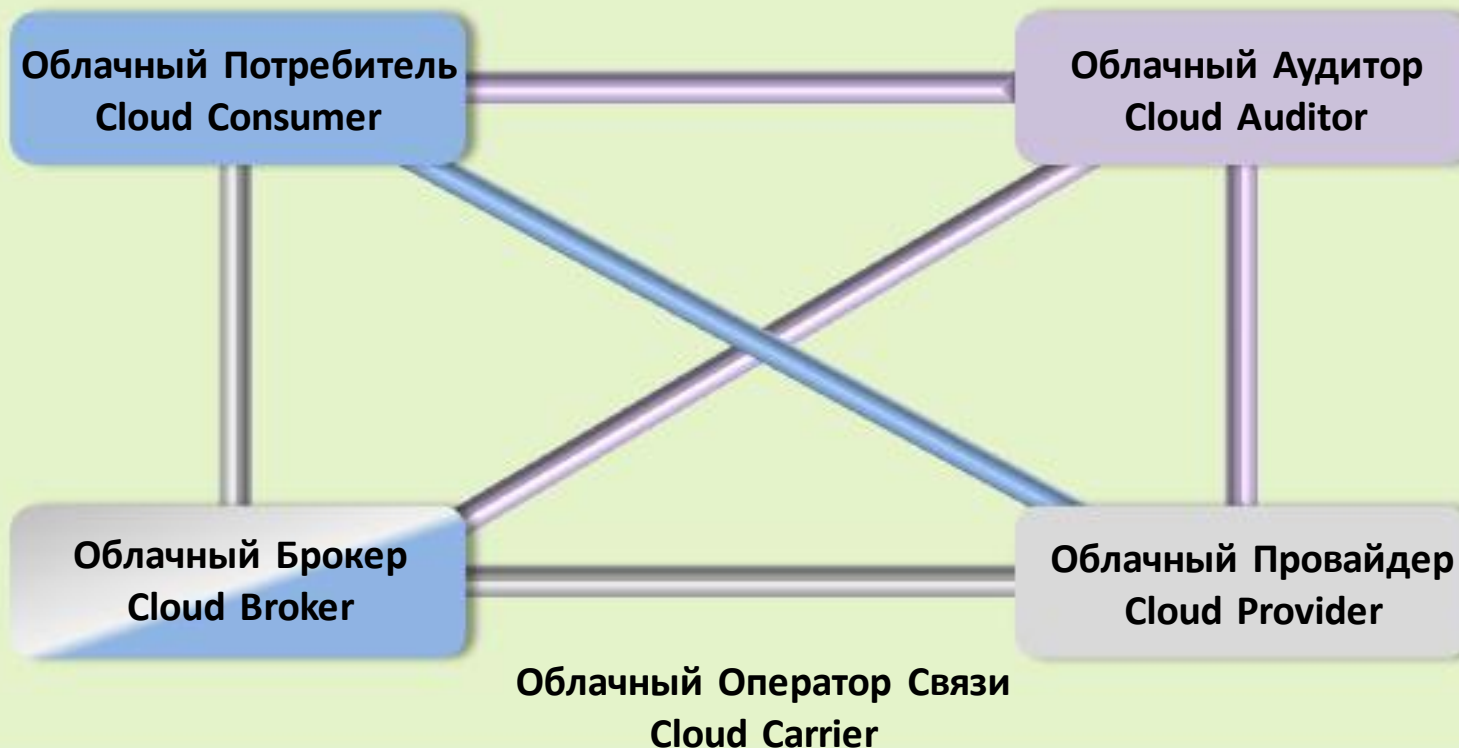 Облачный Потребитель
Cloud Consumer
Облачный Аудитор
Cloud Auditor
Облачный Брокер
Cloud Broker
Облачный Провайдер
Cloud Provider
Облачный Оператор Связи
Cloud Carrier